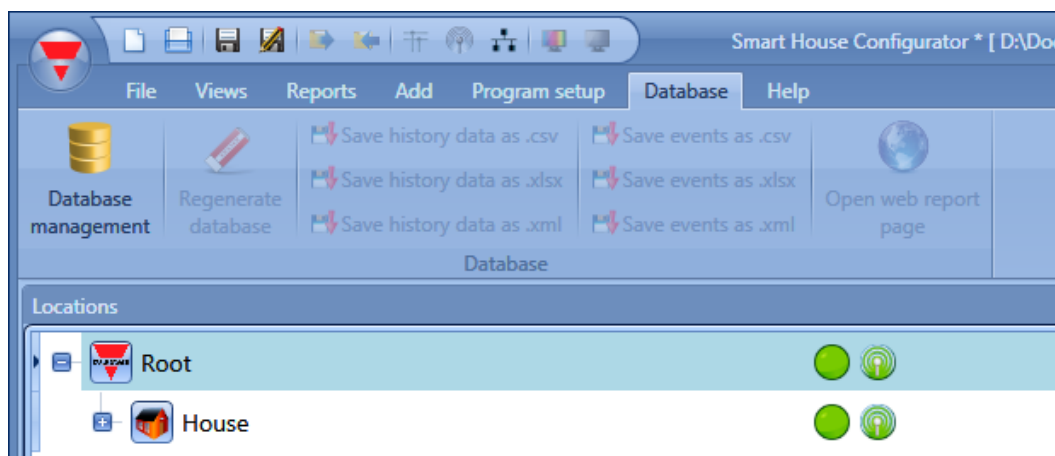 Smart House Configurator * [ D:\Do
File Views Reports Add Program setup Database Help
Database management
Regenerate database
Save history data as .csv
Save history data as .xlsx
Save history data as .xml
Save events as .csv
Save events as .xlsx
Save events as .xml
Open web report page
Database
Locations
Root
House